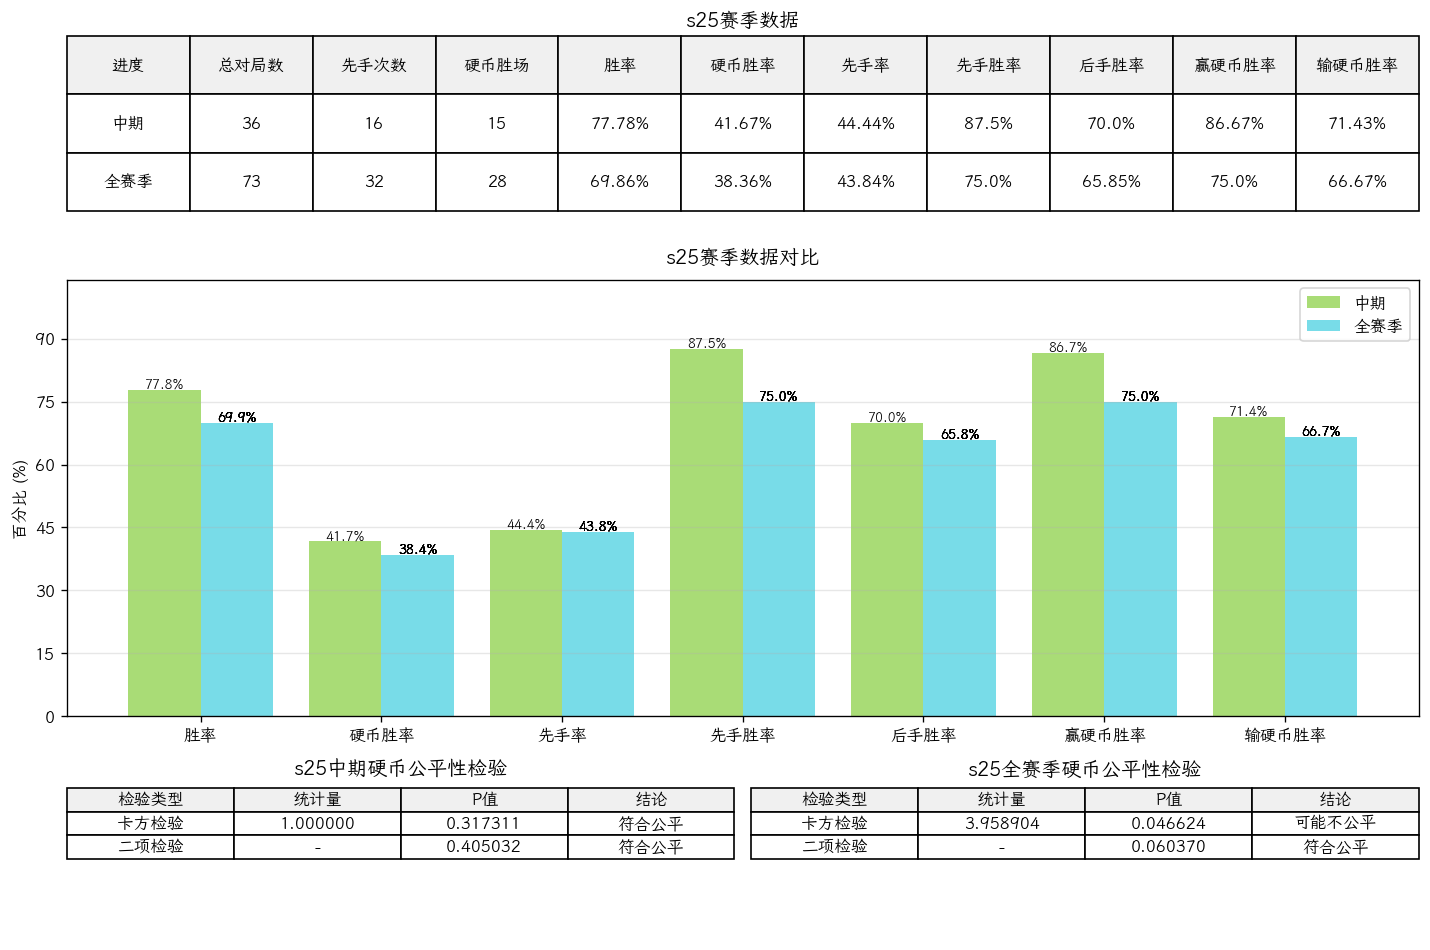 s25赛季数据
进度 总对局数 先手次数 硬币胜场 胜率 硬币胜率 先手率 先手胜率 后手胜率 赢硬币胜率 输硬币胜率
中期 36 16 15 77.78% 41.67% 44.44% 87.5% 70.0% 86.67% 71.43%
全赛季 73 32 28 69.86% 38.36% 43.84% 75.0% 65.85% 75.0% 66.67%
s25赛季数据对比
中期
全赛季
百分比 (%)
90
75
60
45
30
15
0
77.8% 69.9% 41.7% 38.4% 44.4% 43.8% 87.5% 75.0% 70.0% 65.8% 86.7% 75.0% 71.4% 66.7%
胜率 硬币胜率 先手率 先手胜率 后手胜率 赢硬币胜率 输硬币胜率
s25中期硬币公平性检验
检验类型 统计量 P值 结论
卡方检验 1.000000 0.317311 符合公平
二项检验 - 0.405032 符合公平
s25全赛季硬币公平性检验
检验类型 统计量 P值 结论
卡方检验 3.958904 0.046624 可能不公平
二项检验 - 0.060370 符合公平